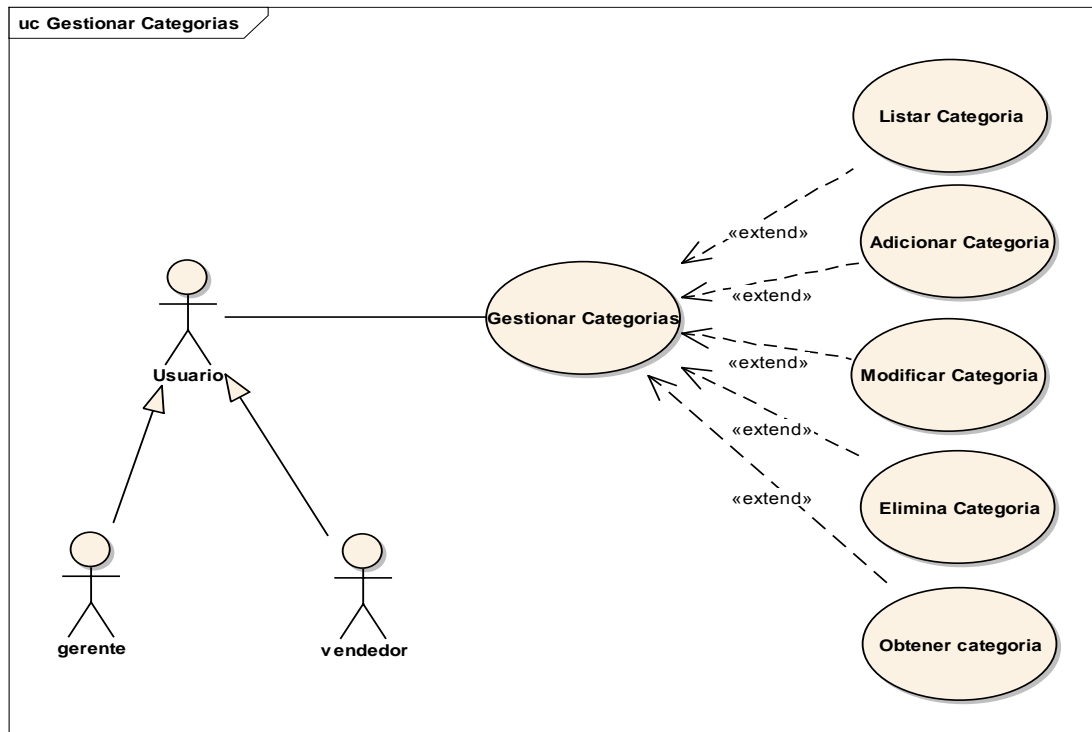 uc Gestionar Categorias
Listar Categoria
«extend»
Adicionar Categoria
«extend»
Gestionar Categorias
Usuario
«extend»
Modificar Categoria
«extend»
Elimina Categoria
«extend»
gerente
vendedor
Obtener categoria